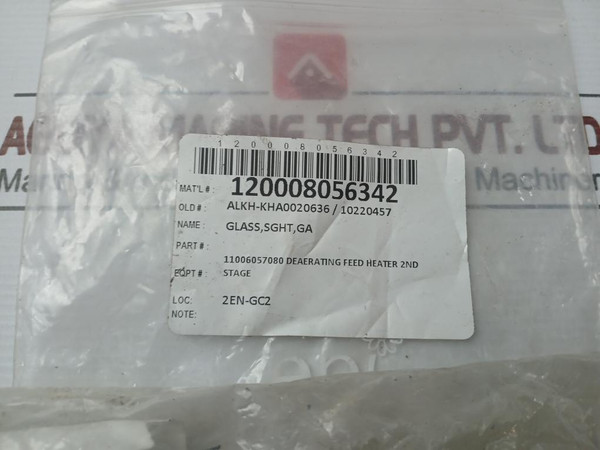 TECH PVT. LTD
Machinery
120008056342
MAT'L # : 120008056342
OLD # : ALKH-KHA0020636 / 10220457
NAME : GLASS,SGHT,GA
PART # :
11006057080 DEAERATING FEED HEATER 2ND
EQPT # : STAGE
LOC: 2EN-GC2
NOTE: